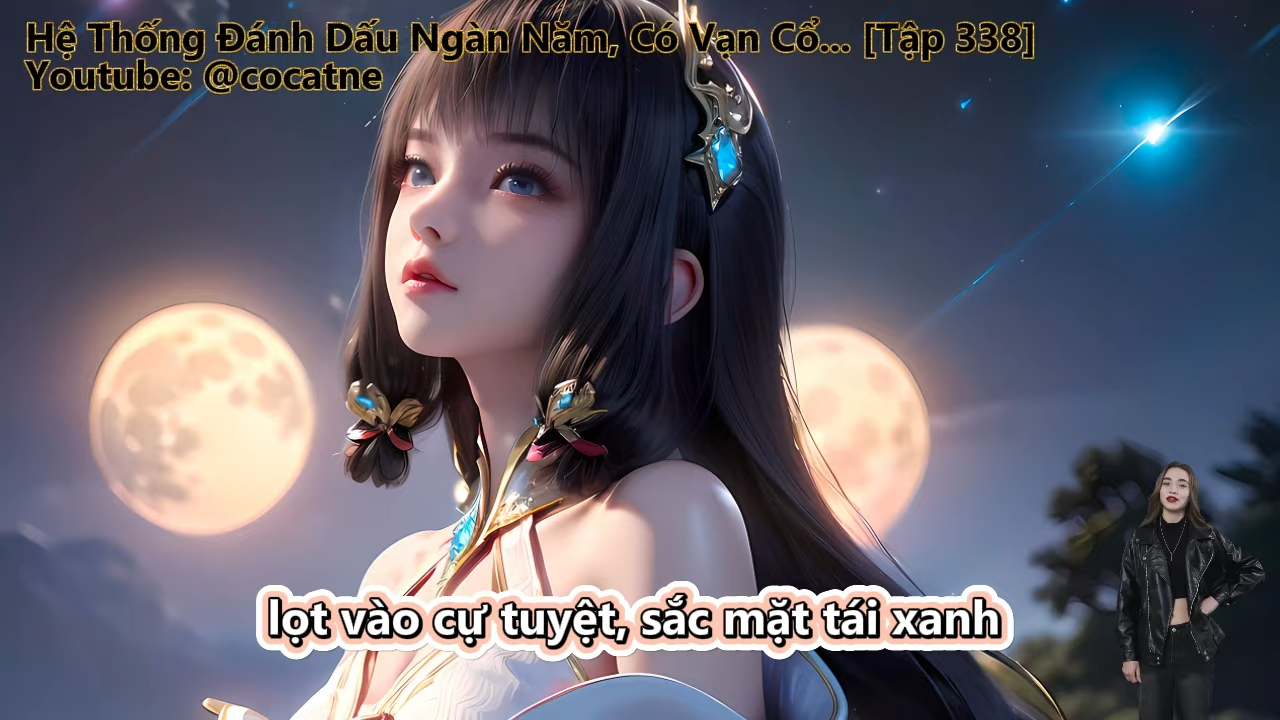 Hệ Thống Đánh Dấu Ngàn Năm, Có Vạn Cổ... [Tập 338]
Youtube: @cocatne
lọt vào cự tuyệt, sắc mặt tái xanh